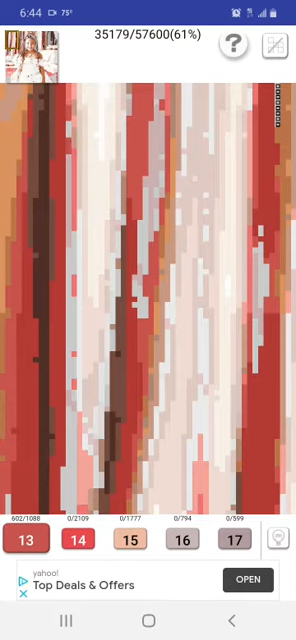 6:44 75°
35179/57600(61%)
?
602/1088 0/2109 0/1777 0/794 0/599
13 14 15 16 17
yahoo!
Top Deals & Offers
OPEN